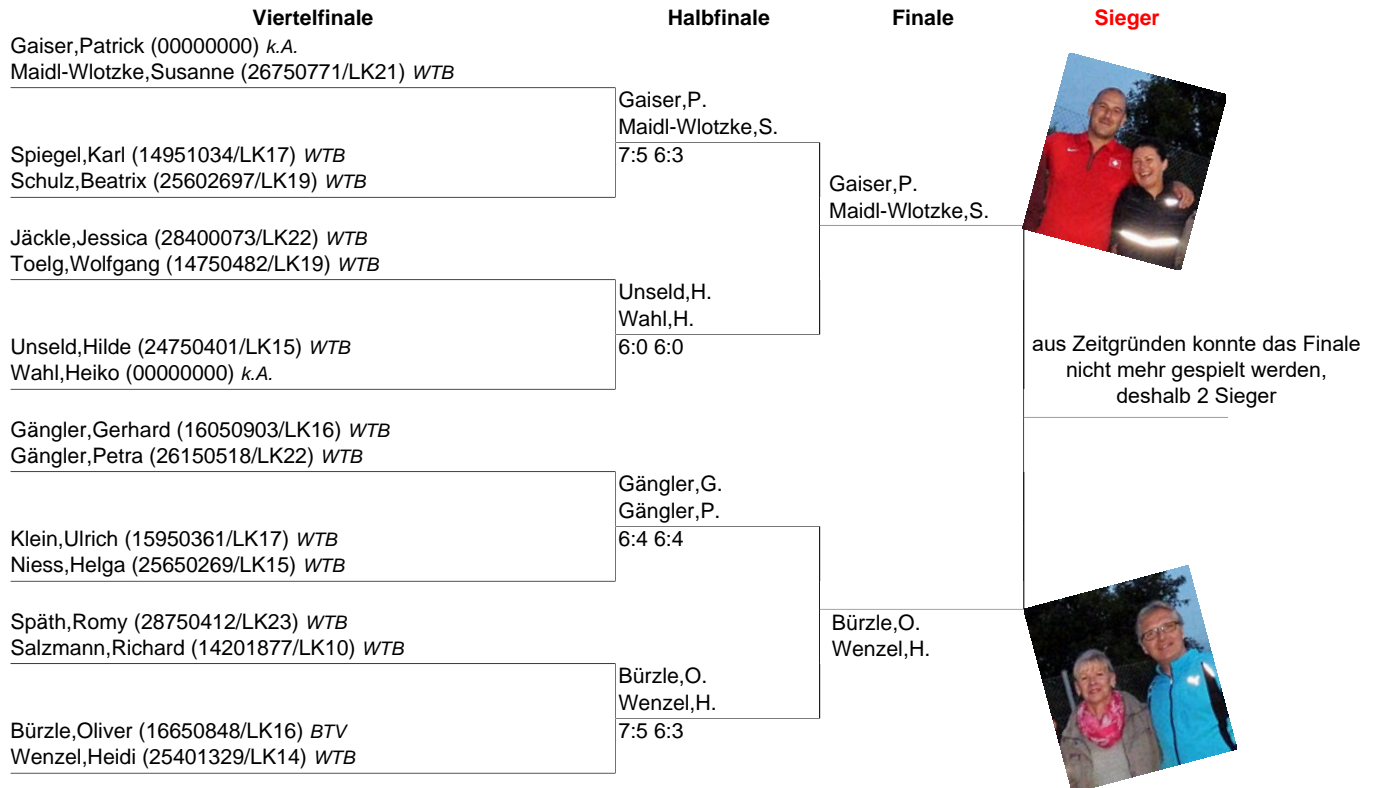 Viertelfinale Halbfinale Finale Sieger
Gaiser,Patrick (00000000) k.A.
Maidl-Wlotzke,Susanne (26750771/LK21) WTB
Gaiser,P.
Maidl-Wlotzke,S.
7:5 6:3
Spiegel,Karl (14951034/LK17) WTB
Schulz,Beatrix (25602697/LK19) WTB
Gaiser,P.
Maidl-Wlotzke,S.
Jäckle,Jessica (28400073/LK22) WTB
Toelg,Wolfgang (14750482/LK19) WTB
Unseld,H.
Wahl,H.
6:0 6:0
Unseld,Hilde (24750401/LK15) WTB
Wahl,Heiko (00000000) k.A.
aus Zeitgründen konnte das Finale
nicht mehr gespielt werden,
deshalb 2 Sieger
Gängler,Gerhard (16050903/LK16) WTB
Gängler,Petra (26150518/LK22) WTB
Gängler,G.
Gängler,P.
6:4 6:4
Klein,Ulrich (15950361/LK17) WTB
Niess,Helga (25650269/LK15) WTB
Bürzle,O.
Wenzel,H.
Späth,Romy (28750412/LK23) WTB
Salzmann,Richard (14201877/LK10) WTB
Bürzle,O.
Wenzel,H.
7:5 6:3
Bürzle,Oliver (16650848/LK16) BTV
Wenzel,Heidi (25401329/LK14) WTB